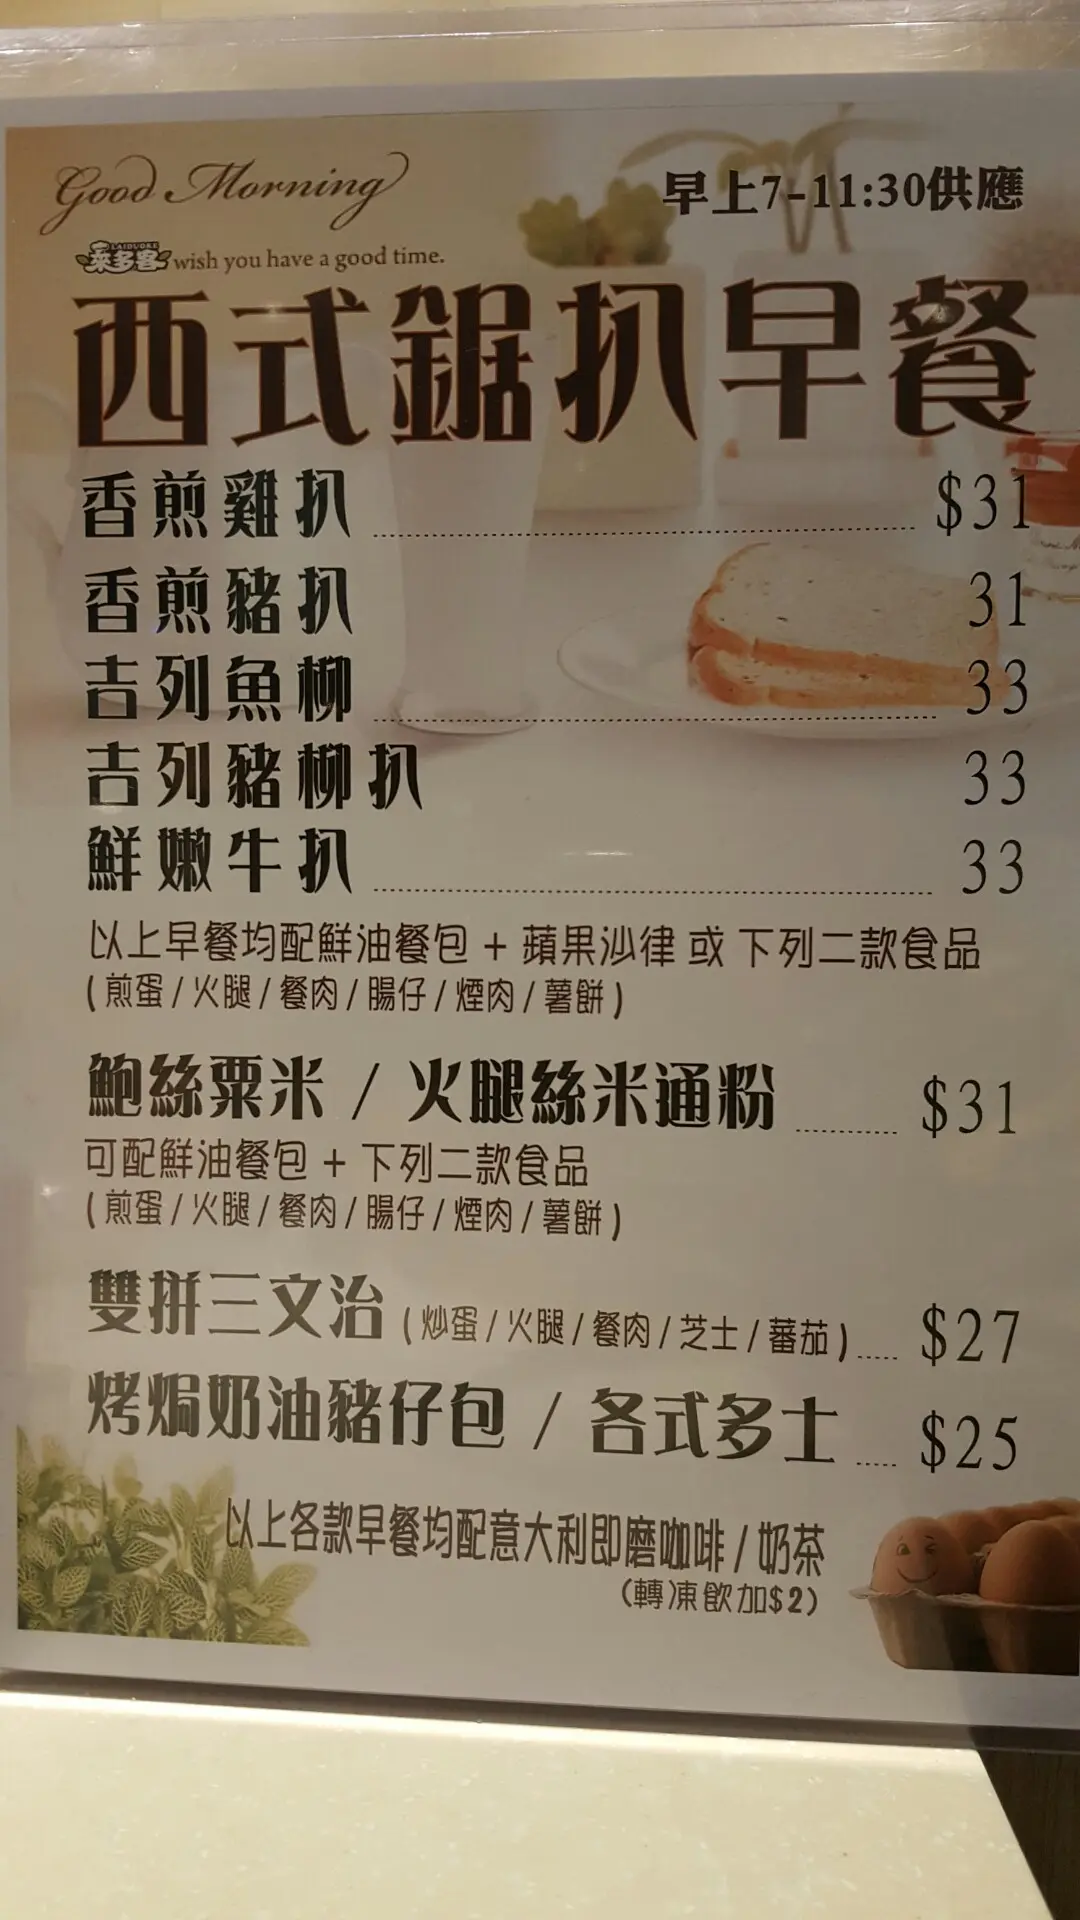 Good Morning
早上7-11:30供應
LAIDUOKE
來多客 wish you have a good time.
西式鋸扒早餐
香煎雞扒 $31
香煎豬扒 31
吉列魚柳 33
吉列豬柳扒 33
鮮嫩牛扒 33
以上早餐均配鮮油餐包 + 蘋果沙律 或 下列二款食品
( 煎蛋 / 火腿 / 餐肉 / 腸仔 / 煙肉 / 薯餅 )
鮑絲粟米 / 火腿絲米通粉 $31
可配鮮油餐包 + 下列二款食品
( 煎蛋 / 火腿 / 餐肉 / 腸仔 / 煙肉 / 薯餅 )
雙拼三文治 ( 炒蛋 / 火腿 / 餐肉 / 芝士 / 蕃茄 ) $27
烤焗奶油豬仔包 / 各式多士 $25
以上各款早餐均配意大利即磨咖啡 / 奶茶
(轉凍飲加$2)